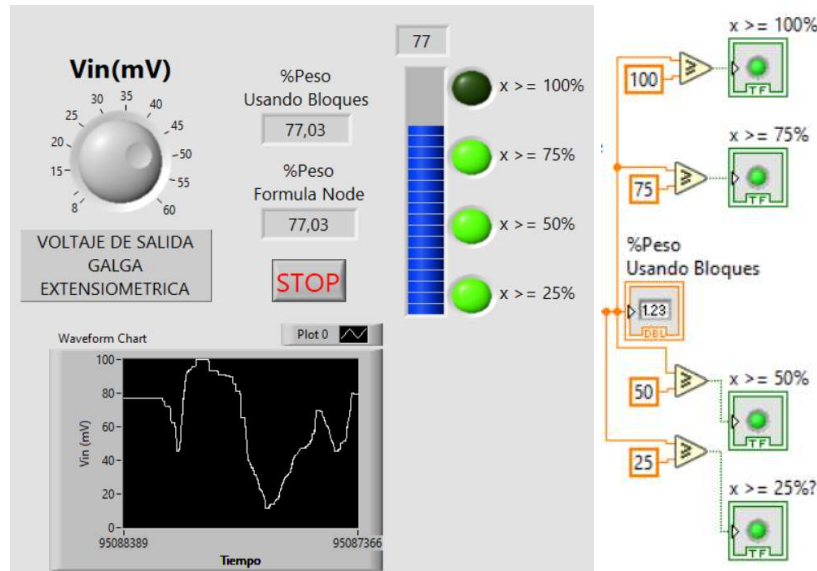 Vin(mV)
8
15
20
25
30
35
40
45
50
55
60
VOLTAJE DE SALIDA
GALGA
EXTENSIOMETRICA
%Peso
Usando Bloques
77,03
%Peso
Formula Node
77,03
STOP
77
x >= 100%
x >= 75%
x >= 50%
x >= 25%
Waveform Chart
Plot 0
100
80
60
40
20
0
Vin (mV)
95088389
95087366
Tiempo
x >= 100%
100
TF
x >= 75%
75
TF
%Peso
Usando Bloques
1.23
DBL
x >= 50%
50
TF
25
x >= 25%?
TF